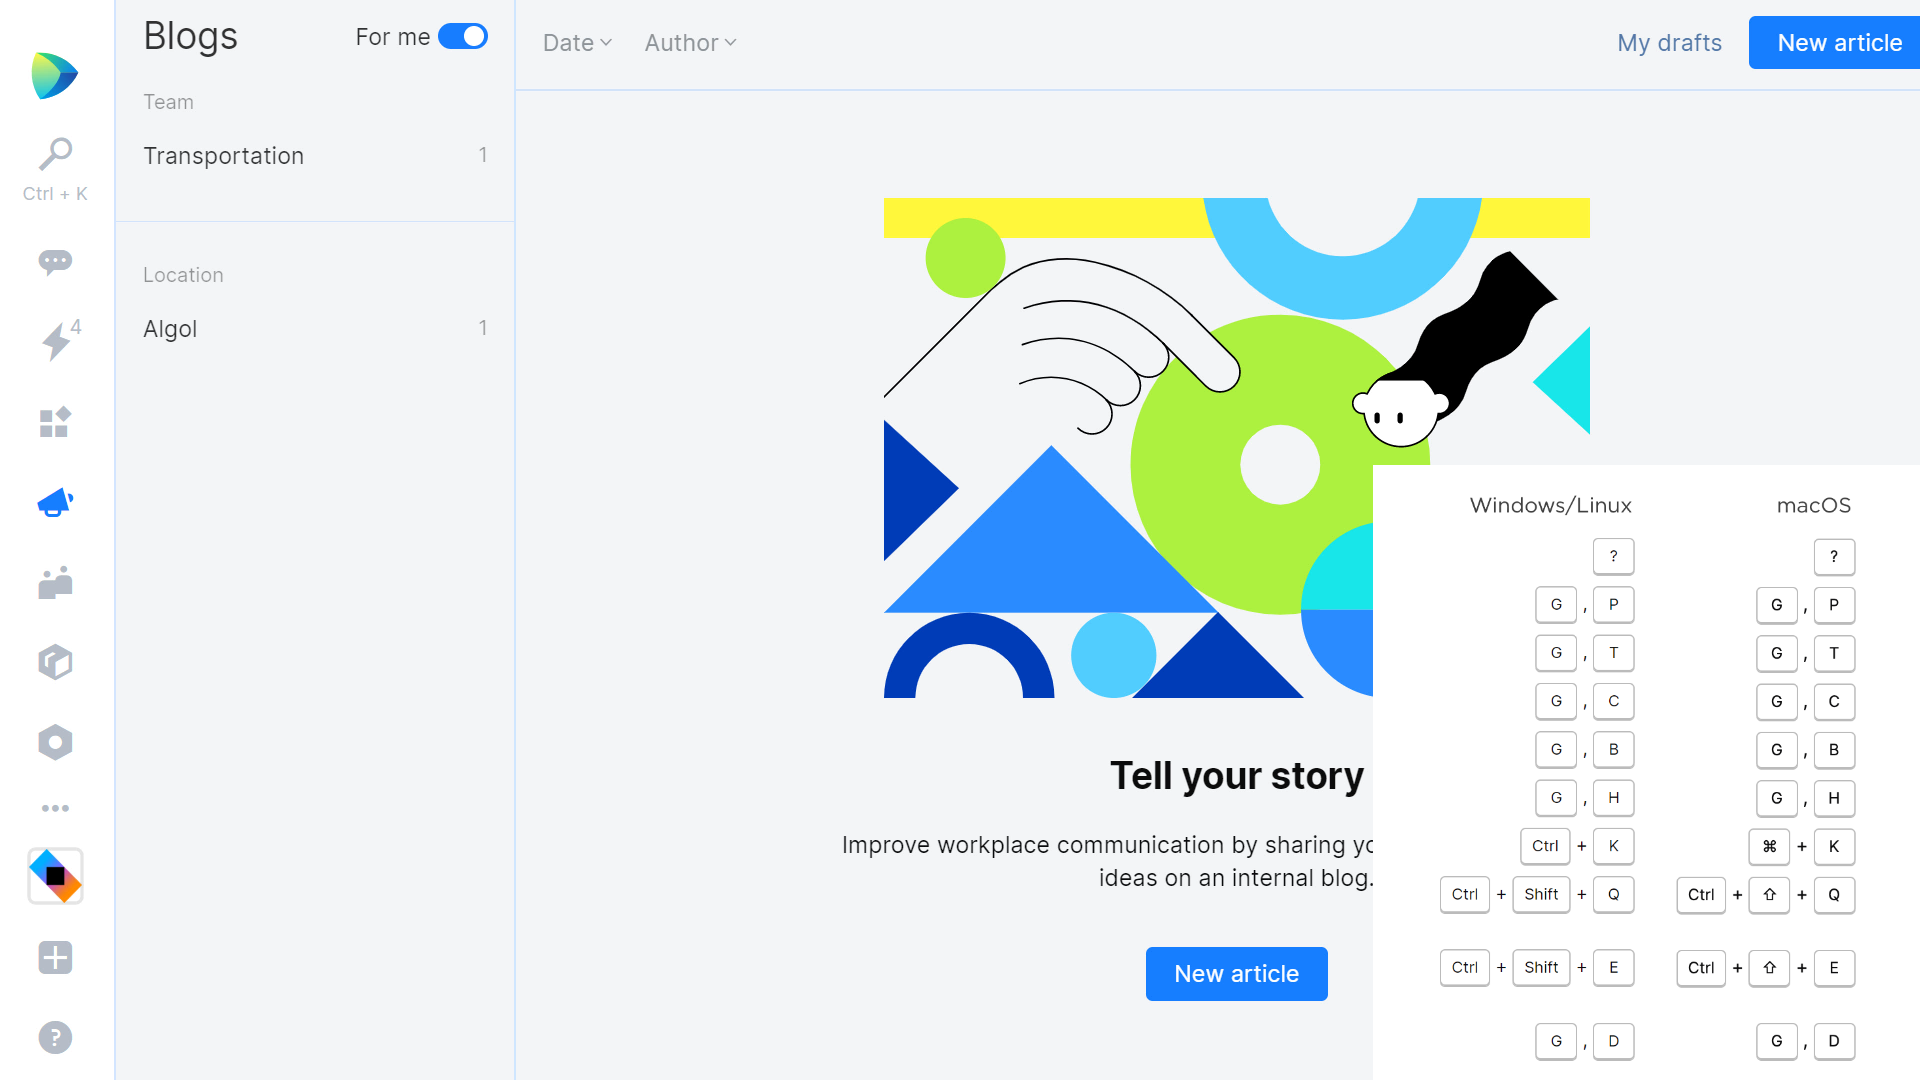 Blogs
For me
Team
Transportation 1
Location
Algol 1
Ctrl + K
4
?
Date
Author
My drafts
New article
Tell your story
Improve workplace communication by sharing
ideas on an internal blog.
New article
Windows/Linux macOS
? ?
G , P G , P
G , T G , T
G , C G , C
G , B G , B
G , H G , H
Ctrl + K ⌘ + K
Ctrl + Shift + Q Ctrl + ⇧ + Q
Ctrl + Shift + E Ctrl + ⇧ + E
G , D G , D